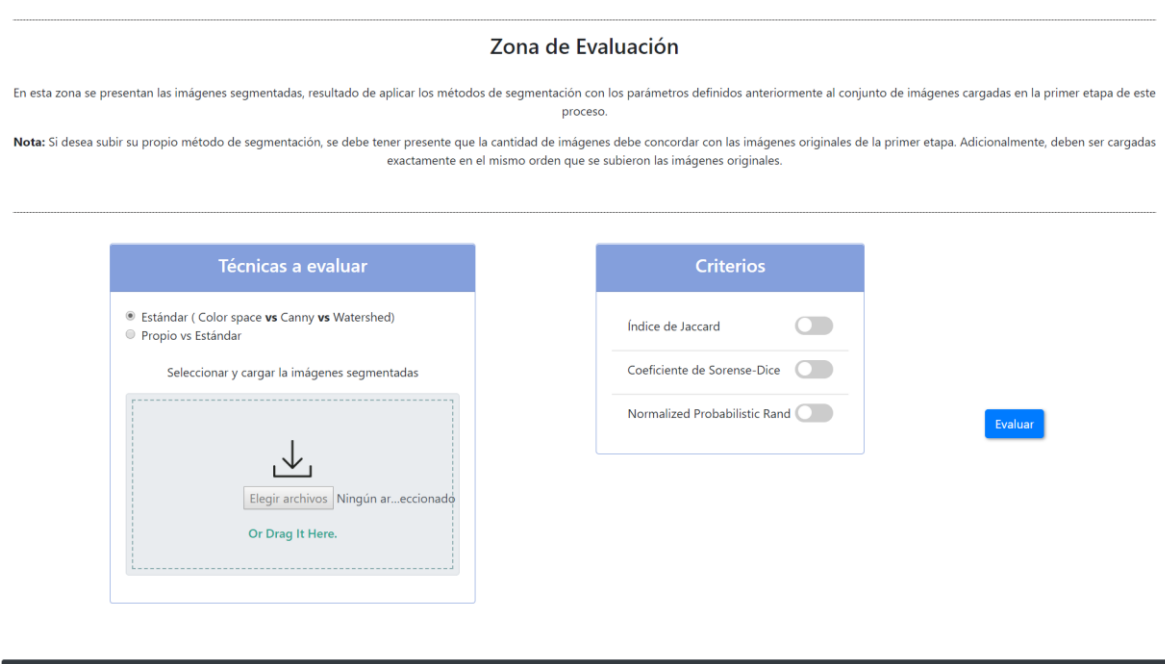 Zona de Evaluación
En esta zona se presentan las imágenes segmentadas, resultado de aplicar los métodos de segmentación con los parámetros definidos anteriormente al conjunto de imágenes cargadas en la primer etapa de este
proceso.
Nota: Si desea subir su propio método de segmentación, se debe tener presente que la cantidad de imágenes debe concordar con las imágenes originales de la primer etapa. Adicionalmente, deben ser cargadas
exactamente en el mismo orden que se subieron las imágenes originales.
Técnicas a evaluar
Estándar ( Color space vs Canny vs Watershed)
Propio vs Estándar
Seleccionar y cargar la imágenes segmentadas
Elegir archivos Ningún ar...eccionado
Or Drag It Here.
Criterios
Índice de Jaccard
Coeficiente de Sorense-Dice
Normalized Probabilistic Rand
Evaluar